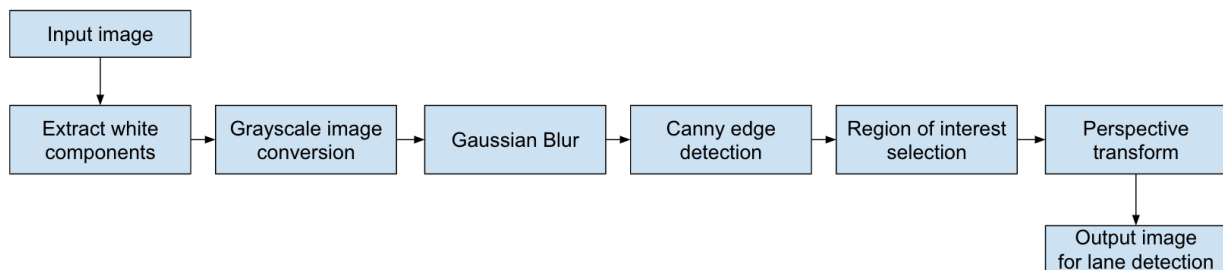 Input image
Extract white
components
Grayscale image
conversion
Gaussian Blur
Canny edge
detection
Region of interest
selection
Perspective
transform
Output image
for lane detection